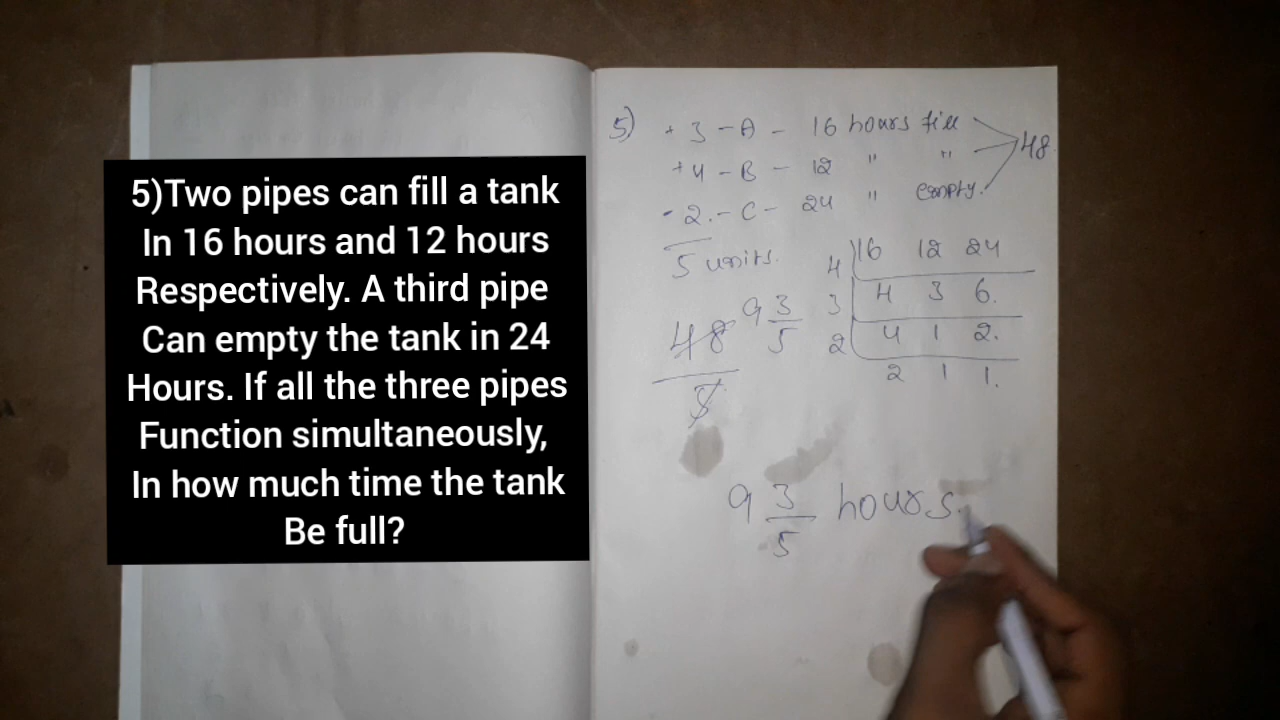 5)Two pipes can fill a tank
In 16 hours and 12 hours
Respectively. A third pipe
Can empty the tank in 24
Hours. If all the three pipes
Function simultaneously,
In how much time the tank
Be full?
5) +3 - A - 16 hours fill
+4 - B - 12 " " 48.
-2. - C - 24 " empty.
5 units.
4 16 12 24
3 4 3 6.
2 4 1 2.
2 1 1.
48/5 9 3/5
9 3/5 hours.